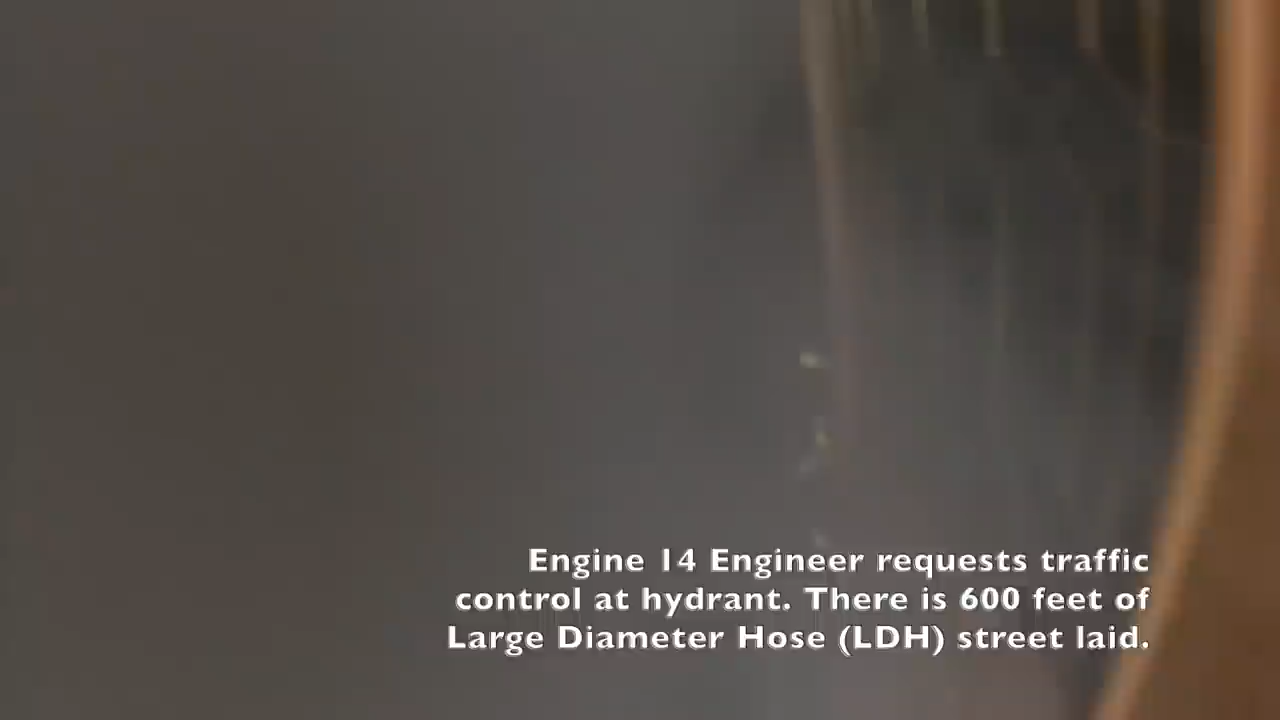 Engine 14 Engineer requests traffic
control at hydrant. There is 600 feet of
Large Diameter Hose (LDH) street laid.